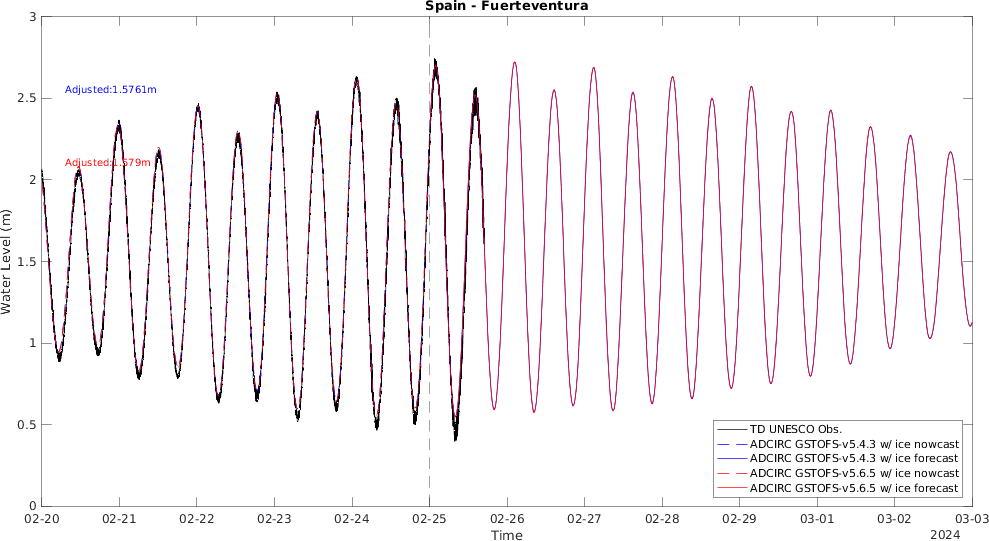 Spain - Fuerteventura
Water Level (m)
3
2.5
2
1.5
1
0.5
0
Adjusted:1.5761m
Adjusted:1.579m
TD UNESCO Obs.
ADCIRC GSTOFS-v5.4.3 w/ ice nowcast
ADCIRC GSTOFS-v5.4.3 w/ ice forecast
ADCIRC GSTOFS-v5.6.5 w/ ice nowcast
ADCIRC GSTOFS-v5.6.5 w/ ice forecast
02-20 02-21 02-22 02-23 02-24 02-25 02-26 02-27 02-28 02-29 03-01 03-02 03-03
Time
2024